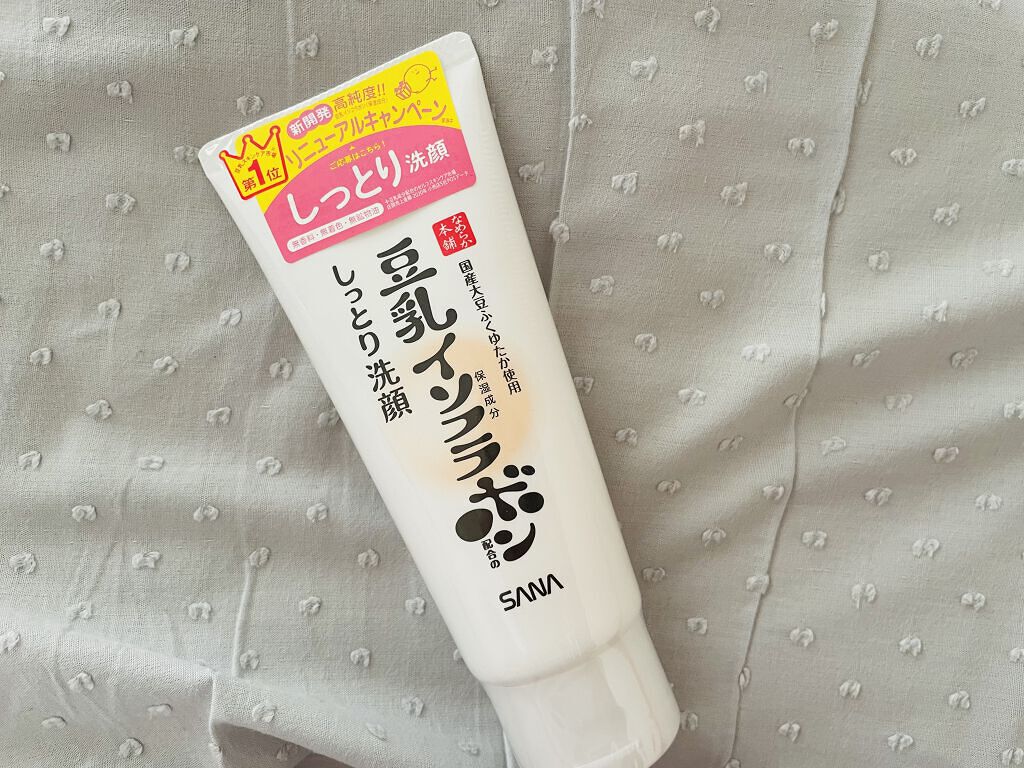 新開発
高純度!!
リニューアルキャンペーン
ご応募はこちら!
第1位
しっとり洗顔
無香料・無着色・無鉱物油
なめらか
本舗
国産大豆ふくゆたか使用
保湿成分
豆乳イソフラボン
配合の
しっとり洗顔
SANA